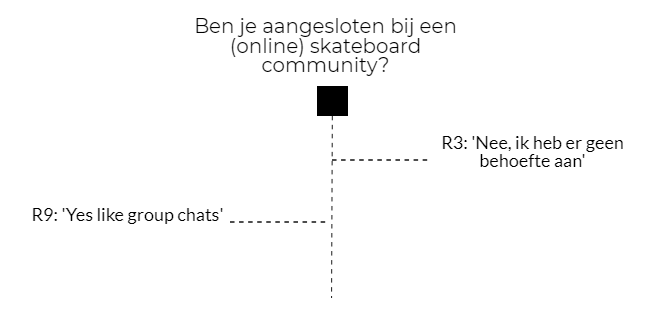 Ben je aangesloten bij een
(online) skateboard
community?
R3: 'Nee, ik heb er geen
behoefte aan'
R9: 'Yes like group chats'